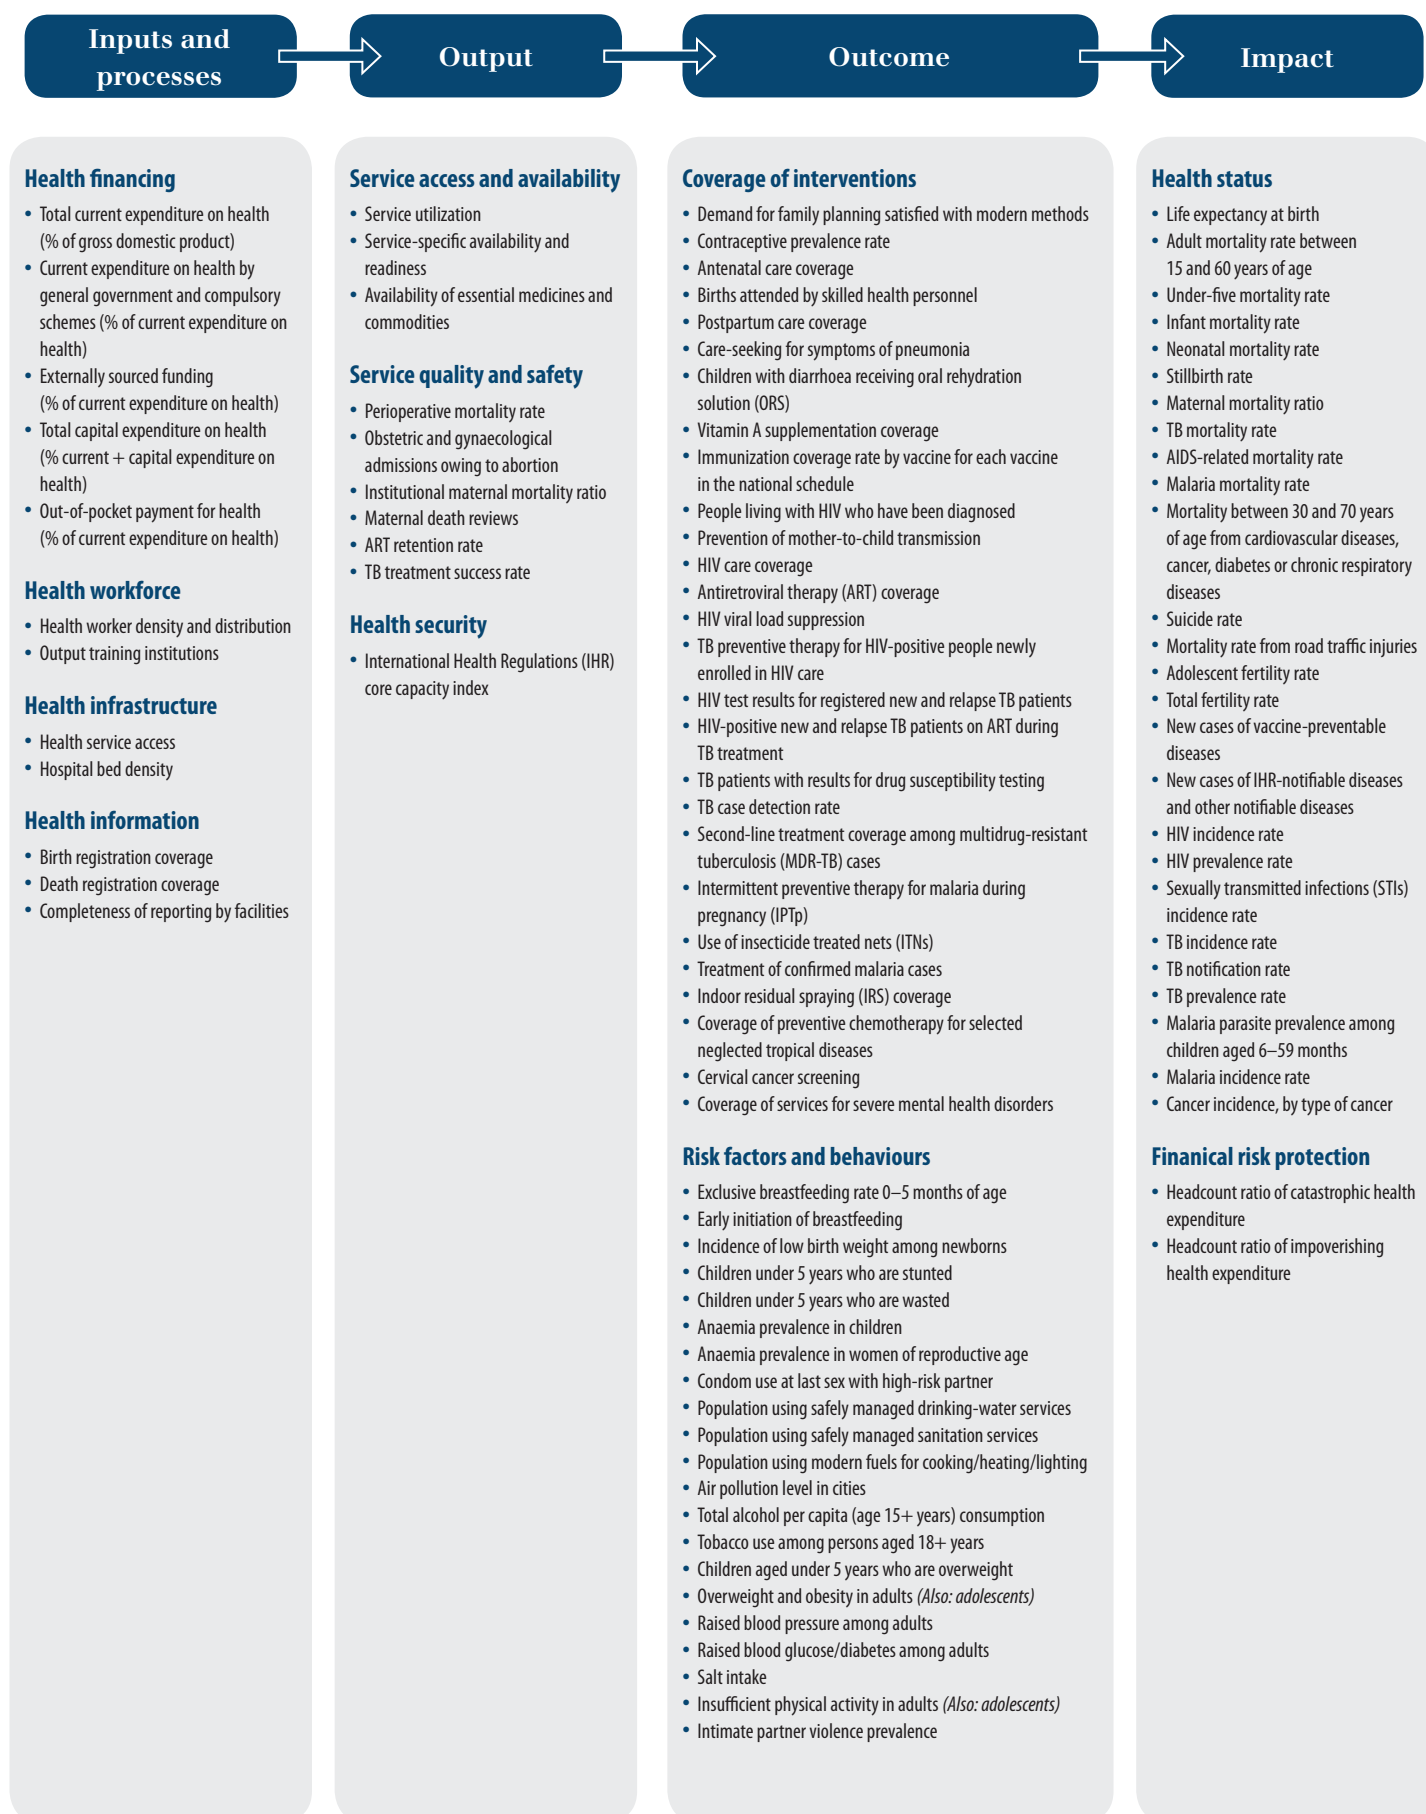 Inputs and
processes
Output
Outcome
Impact
Health financing
• Total current expenditure on health
(% of gross domestic product)
• Current expenditure on health by
general government and compulsory
schemes (% of current expenditure on
health)
• Externally sourced funding
(% of current expenditure on health)
• Total capital expenditure on health
(% current + capital expenditure on
health)
• Out-of-pocket payment for health
(% of current expenditure on health)
Health workforce
• Health worker density and distribution
• Output training institutions
Health infrastructure
• Health service access
• Hospital bed density
Health information
• Birth registration coverage
• Death registration coverage
• Completeness of reporting by facilities
Service access and availability
• Service utilization
• Service-specific availability and
readiness
• Availability of essential medicines and
commodities
Service quality and safety
• Perioperative mortality rate
• Obstetric and gynaecological
admissions owing to abortion
• Institutional maternal mortality ratio
• Maternal death reviews
• ART retention rate
• TB treatment success rate
Health security
• International Health Regulations (IHR)
core capacity index
Coverage of interventions
• Demand for family planning satisfied with modern methods
• Contraceptive prevalence rate
• Antenatal care coverage
• Births attended by skilled health personnel
• Postpartum care coverage
• Care-seeking for symptoms of pneumonia
• Children with diarrhoea receiving oral rehydration
solution (ORS)
• Vitamin A supplementation coverage
• Immunization coverage rate by vaccine for each vaccine
in the national schedule
• People living with HIV who have been diagnosed
• Prevention of mother-to-child transmission
• HIV care coverage
• Antiretroviral therapy (ART) coverage
• HIV viral load suppression
• TB preventive therapy for HIV-positive people newly
enrolled in HIV care
• HIV test results for registered new and relapse TB patients
• HIV-positive new and relapse TB patients on ART during
TB treatment
• TB patients with results for drug susceptibility testing
• TB case detection rate
• Second-line treatment coverage among multidrug-resistant
tuberculosis (MDR-TB) cases
• Intermittent preventive therapy for malaria during
pregnancy (IPTp)
• Use of insecticide treated nets (ITNs)
• Treatment of confirmed malaria cases
• Indoor residual spraying (IRS) coverage
• Coverage of preventive chemotherapy for selected
neglected tropical diseases
• Cervical cancer screening
• Coverage of services for severe mental health disorders
Risk factors and behaviours
• Exclusive breastfeeding rate 0–5 months of age
• Early initiation of breastfeeding
• Incidence of low birth weight among newborns
• Children under 5 years who are stunted
• Children under 5 years who are wasted
• Anaemia prevalence in children
• Anaemia prevalence in women of reproductive age
• Condom use at last sex with high-risk partner
• Population using safely managed drinking-water services
• Population using safely managed sanitation services
• Population using modern fuels for cooking/heating/lighting
• Air pollution level in cities
• Total alcohol per capita (age 15+ years) consumption
• Tobacco use among persons aged 18+ years
• Children aged under 5 years who are overweight
• Overweight and obesity in adults (Also: adolescents)
• Raised blood pressure among adults
• Raised blood glucose/diabetes among adults
• Salt intake
• Insufficient physical activity in adults (Also: adolescents)
• Intimate partner violence prevalence
Health status
• Life expectancy at birth
• Adult mortality rate between
15 and 60 years of age
• Under-five mortality rate
• Infant mortality rate
• Neonatal mortality rate
• Stillbirth rate
• Maternal mortality ratio
• TB mortality rate
• AIDS-related mortality rate
• Malaria mortality rate
• Mortality between 30 and 70 years
of age from cardiovascular diseases,
cancer, diabetes or chronic respiratory
diseases
• Suicide rate
• Mortality rate from road traffic injuries
• Adolescent fertility rate
• Total fertility rate
• New cases of vaccine-preventable
diseases
• New cases of IHR-notifiable diseases
and other notifiable diseases
• HIV incidence rate
• HIV prevalence rate
• Sexually transmitted infections (STIs)
incidence rate
• TB incidence rate
• TB notification rate
• TB prevalence rate
• Malaria parasite prevalence among
children aged 6–59 months
• Malaria incidence rate
• Cancer incidence, by type of cancer
Finanical risk protection
• Headcount ratio of catastrophic health
expenditure
• Headcount ratio of impoverishing
health expenditure